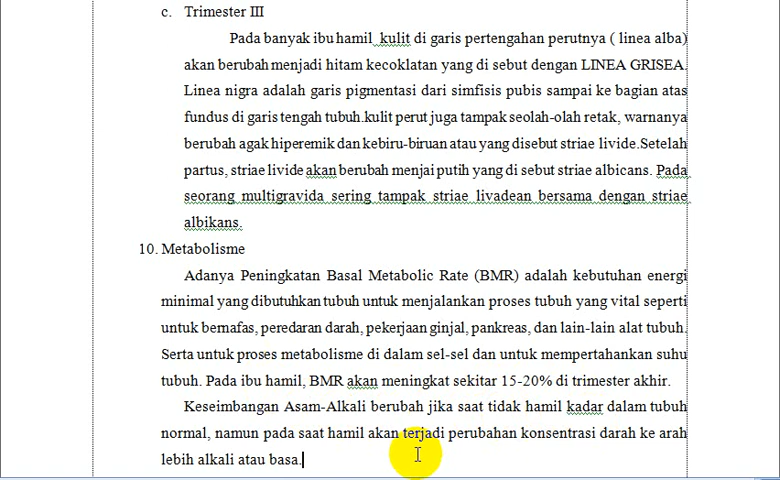 c. Trimester III
Pada banyak ibu hamil kulit di garis pertengahan perutnya ( linea alba)
akan berubah menjadi hitam kecoklatan yang di sebut dengan LINEA GRISEA.
Linea nigra adalah garis pigmentasi dari simfisis pubis sampai ke bagian atas
fundus di garis tengah tubuh.kulit perut juga tampak seolah-olah retak, warnanya
berubah agak hiperemik dan kebiru-biruan atau yang disebut striae livide.Setelah
partus, striae livide akan berubah menjai putih yang di sebut striae albicans. Pada
seorang multigravida sering tampak striae livadean bersama dengan striae
albikans.
10. Metabolisme
Adanya Peningkatan Basal Metabolic Rate (BMR) adalah kebutuhan energi
minimal yang dibutuhkan tubuh untuk menjalankan proses tubuh yang vital seperti
untuk bernafas, peredaran darah, pekerjaan ginjal, pankreas, dan lain-lain alat tubuh.
Serta untuk proses metabolisme di dalam sel-sel dan untuk mempertahankan suhu
tubuh. Pada ibu hamil, BMR akan meningkat sekitar 15-20% di trimester akhir.
Keseimbangan Asam-Alkali berubah jika saat tidak hamil kadar dalam tubuh
normal, namun pada saat hamil akan terjadi perubahan konsentrasi darah ke arah
lebih alkali atau basa.